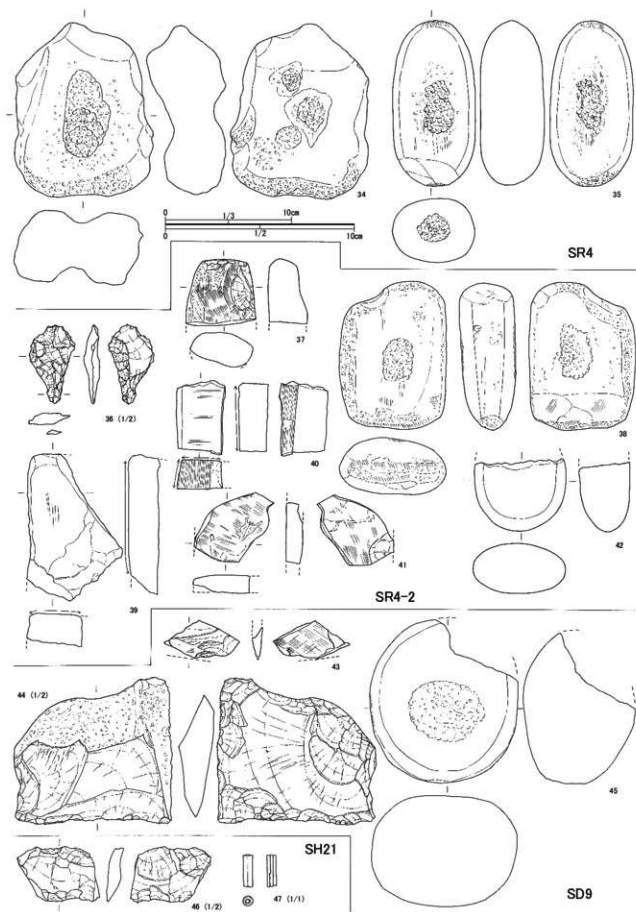 34
35
0 1/3 10cm
0 1/2 10cm
SR4
36 (1/2)
37
38
39
40
41
42
SR4-2
43
44 (1/2)
45
SH21
46 (1/2)
47 (1/1)
SD9